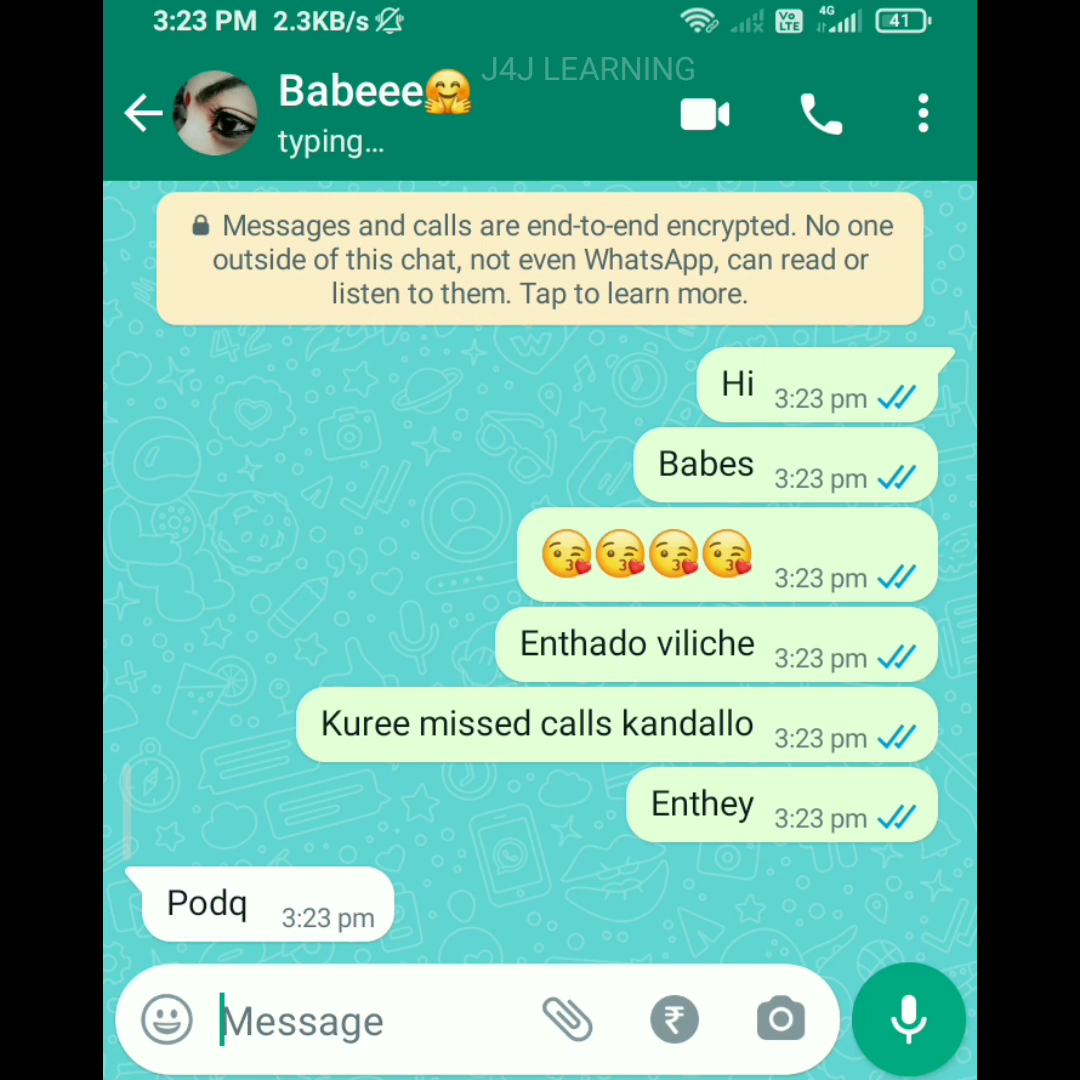 3:23 PM 2.3KB/s Vo LTE 4G 41
J4J LEARNING
Babeee🤗
typing...
🔒 Messages and calls are end-to-end encrypted. No one
outside of this chat, not even WhatsApp, can read or
listen to them. Tap to learn more.
Hi 3:23 pm
Babes 3:23 pm
😘😘😘😘 3:23 pm
Enthado viliche 3:23 pm
Kuree missed calls kandallo 3:23 pm
Enthey 3:23 pm
Podq 3:23 pm
Message ₹